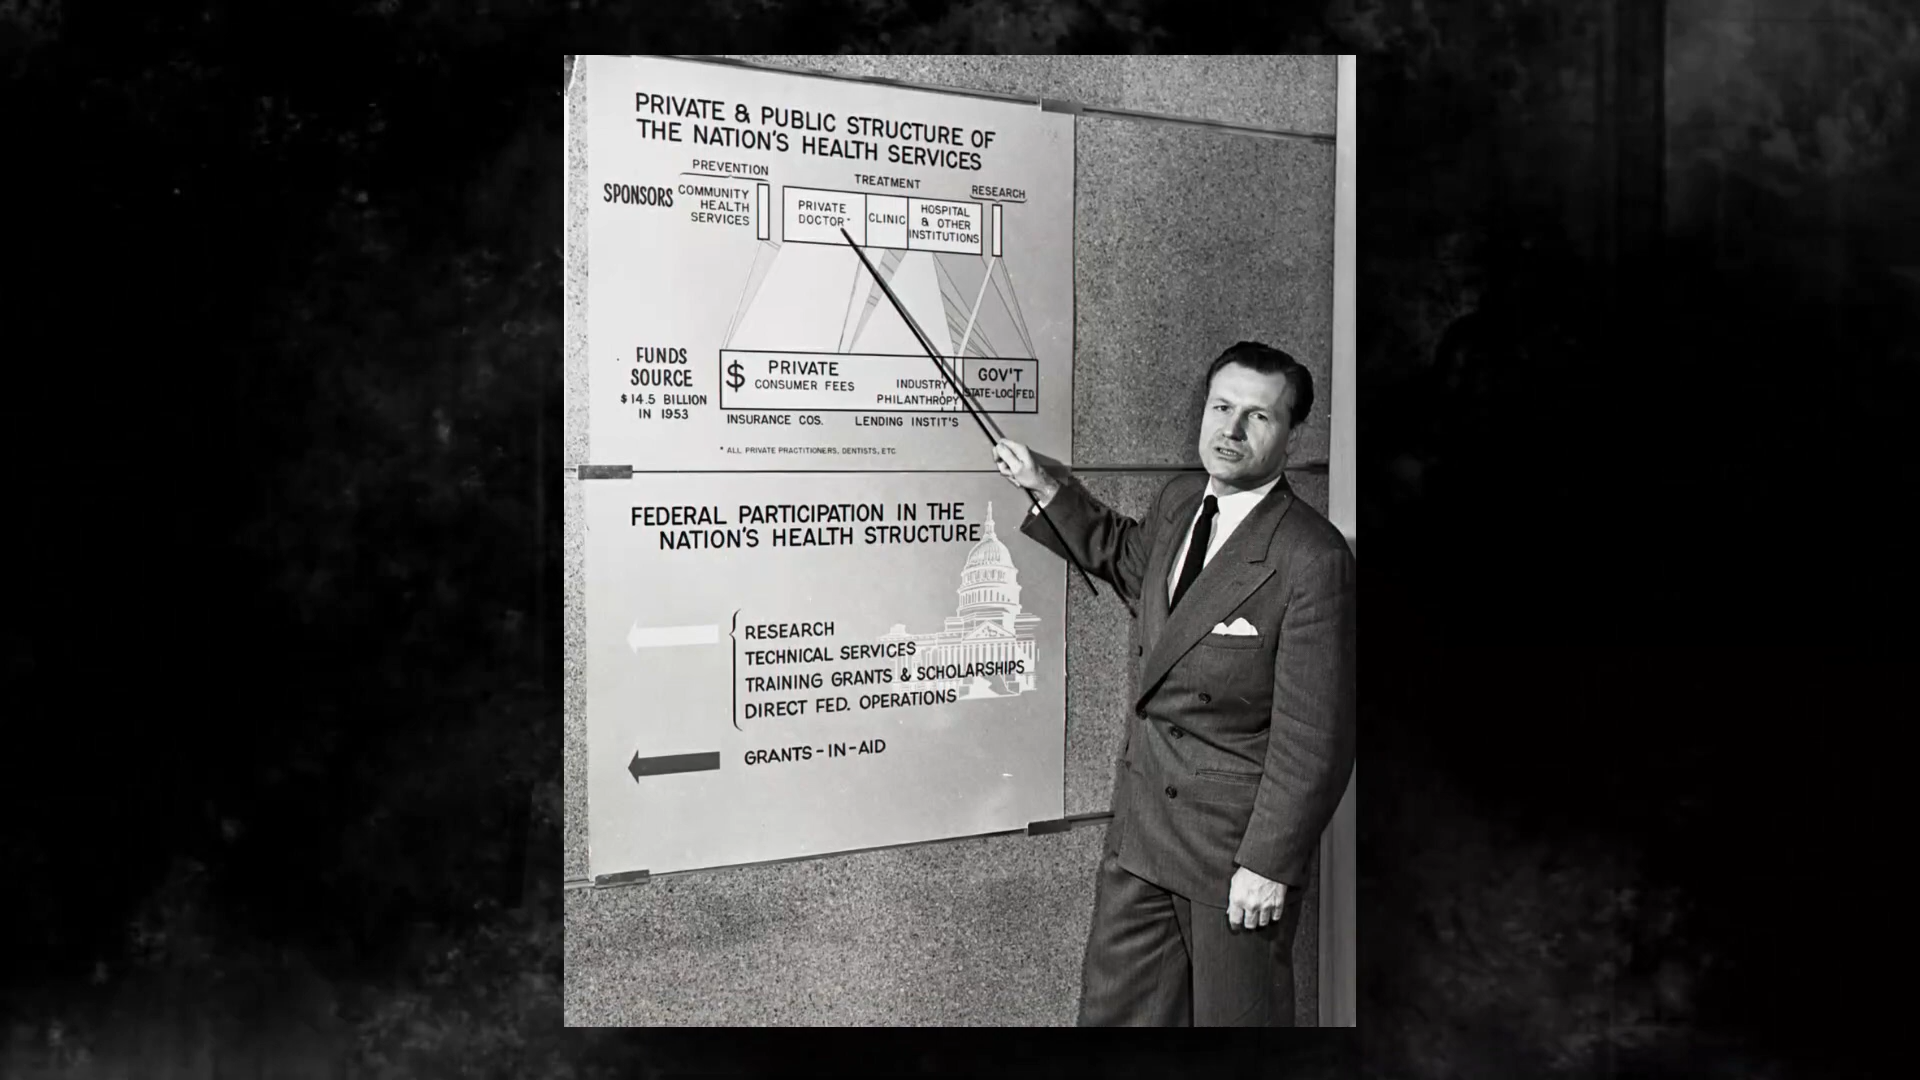 PRIVATE & PUBLIC STRUCTURE OF
THE NATION'S HEALTH SERVICES
PREVENTION
TREATMENT
RESEARCH
SPONSORS
COMMUNITY
HEALTH
SERVICES
PRIVATE
DOCTOR*
CLINIC
HOSPITAL
& OTHER
INSTITUTIONS
FUNDS
SOURCE
$14.5 BILLION
IN 1953
$
PRIVATE
CONSUMER FEES
INDUSTRY
PHILANTHROPY
GOV'T
STATE-LOC FED.
INSURANCE COS.
LENDING INSTIT'S
* ALL PRIVATE PRACTITIONERS, DENTISTS, ETC
FEDERAL PARTICIPATION IN THE
NATION'S HEALTH STRUCTURE
RESEARCH
TECHNICAL SERVICES
TRAINING GRANTS & SCHOLARSHIPS
DIRECT FED. OPERATIONS
GRANTS-IN-AID